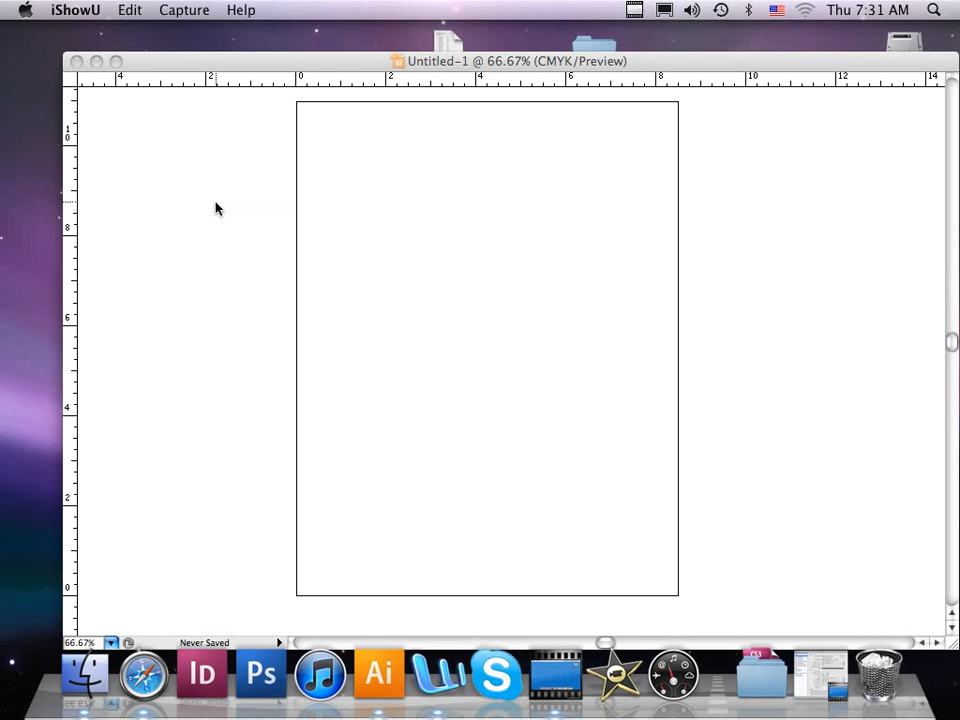 iShowU Edit Capture Help Thu 7:31 AM
Untitled-1 @ 66.67% (CMYK/Preview)
4 2 0 2 4 6 8 10 12 14
10
8
6
4
2
0
66.67% Never Saved
Id Ps Ai S CS3